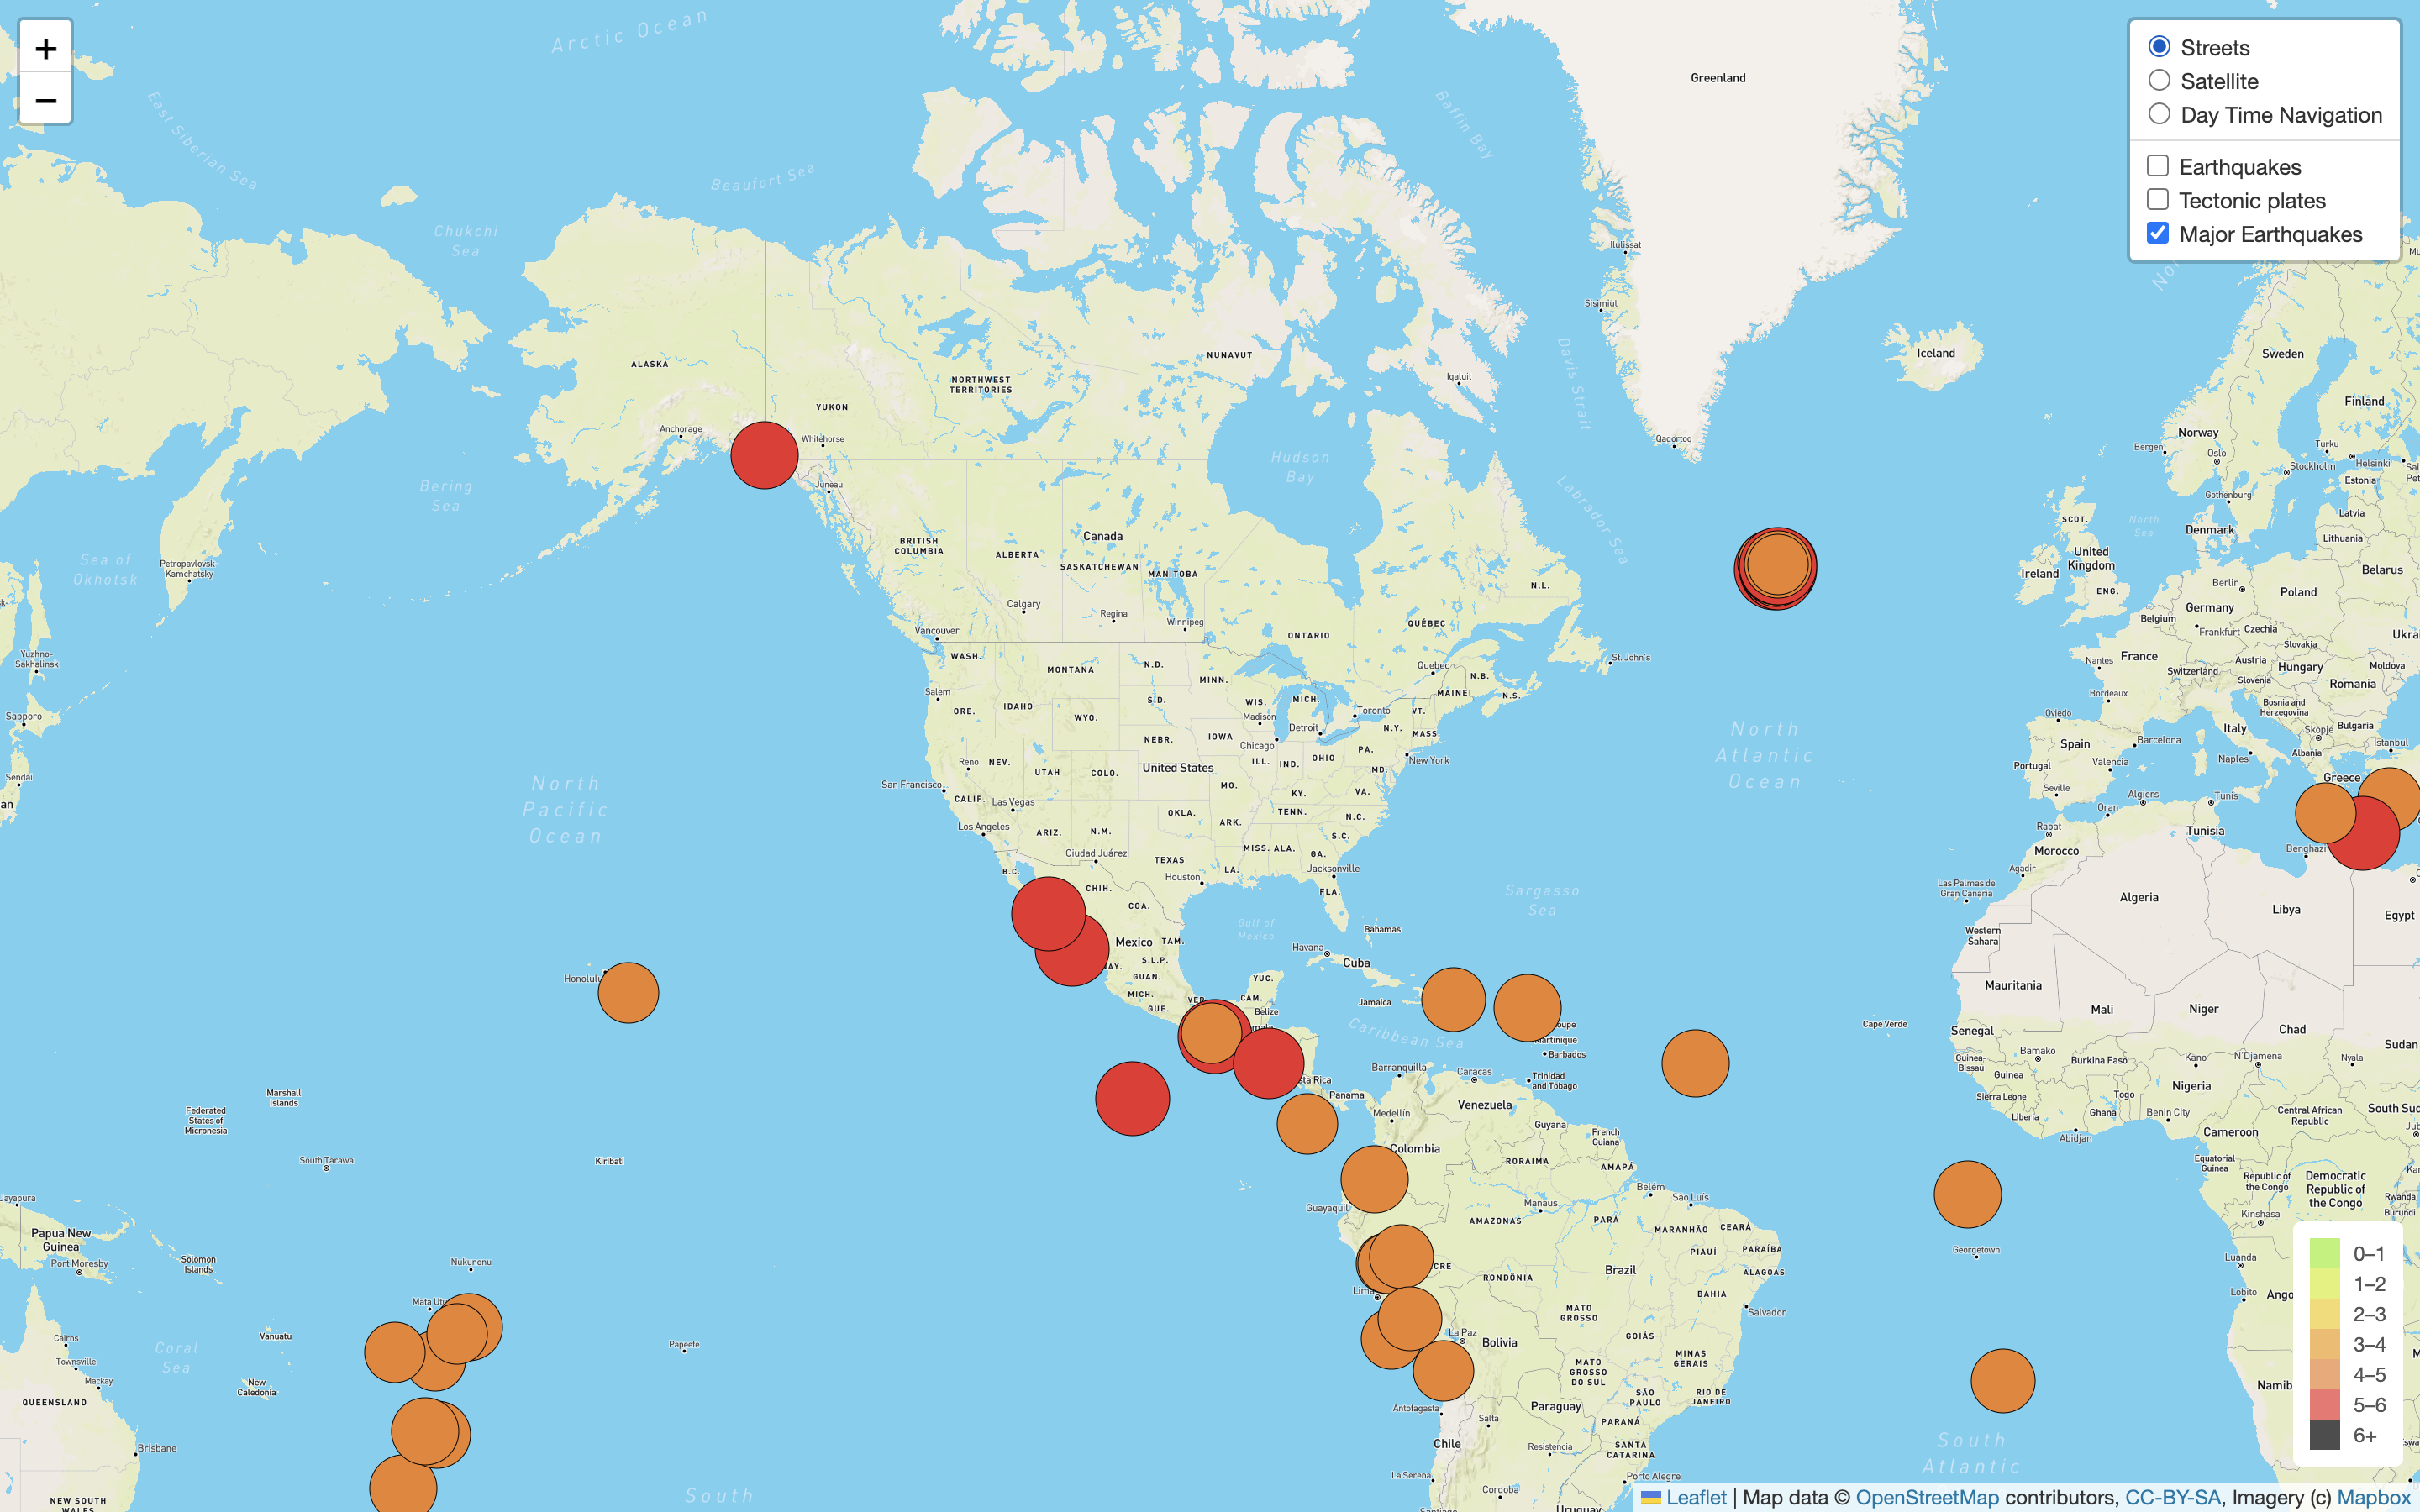 +
−
Streets
Satellite
Day Time Navigation
Earthquakes
Tectonic plates
Major Earthquakes
Arctic Ocean
East Siberian Sea
Beaufort Sea
Baffin Bay
Greenland
Chukchi
Sea
Ilulissat
Sisimiut
Davis Strait
Iceland
Sweden
Finland
Norway
Bergen
Oslo
Turku
Helsinki
Stockholm
Estonia
Gothenburg
Latvia
Lithuania
ALASKA
Anchorage
YUKON
Whitehorse
Juneau
NORTHWEST
TERRITORIES
NUNAVUT
Iqaluit
Qaqortoq
Hudson
Bay
Labrador Sea
Bering
Sea
Sea of
Okhotsk
Petropavlovsk-
Kamchatsky
BRITISH
COLUMBIA
ALBERTA
Canada
SASKATCHEWAN
MANITOBA
Calgary
Regina
Winnipeg
Vancouver
ONTARIO
QUÉBEC
N.L.
St. John's
Quebec
N.B.
MAINE
N.S.
SCOT.
North
Sea
Denmark
United
Kingdom
Ireland
ENG.
Berlin
Poland
Belarus
Germany
Belgium
Frankfurt
Czechia
Slovakia
Nantes
France
Austria
Hungary
Moldova
Switzerland
Slovenia
Romania
Bordeaux
Bosnia and
Herzegovina
Oviedo
Italy
Skopje
Bulgaria
Spain
Barcelona
Albania
Istanbul
Naples
Portugal
Valencia
Greece
Seville
Algiers
Tunis
Oran
Rabat
Tunisia
Morocco
Benghazi
Agadir
Las Palmas de
Gran Canaria
Algeria
Libya
Egypt
Western
Sahara
Yuzhno-
Sakhalinsk
Sapporo
Sendai
WASH.
MONTANA
N.D.
MINN.
Salem
ORE.
IDAHO
WYO.
S.D.
WIS.
Madison
MICH.
Toronto
VT.
Detroit
N.Y.
MASS.
NEBR.
IOWA
Chicago
PA.
New York
Reno
NEV.
UTAH
COLO.
United States
ILL.
IND.
OHIO
MD.
San Francisco
CALIF.
Las Vegas
MO.
KY.
VA.
Los Angeles
ARIZ.
N.M.
OKLA.
ARK.
TENN.
N.C.
S.C.
Ciudad Juárez
TEXAS
MISS.
ALA.
GA.
B.C.
Houston
LA.
Jacksonville
CHIH.
FLA.
COA.
North
Pacific
Ocean
North
Atlantic
Ocean
Sargasso
Sea
Gulf of
Mexico
Bahamas
Mexico
TAM.
Havana
Cuba
S.L.P.
GUAN.
MICH.
GUE.
VER.
YUC.
CAM.
Belize
Jamaica
Caribbean Sea
Martinique
Barbados
Honolulu
Barranquilla
Caracas
Trinidad
and Tobago
Panama
Medellín
Venezuela
Guyana
French
Guiana
Colombia
RORAIMA
AMAPÁ
Cape Verde
Mauritania
Mali
Niger
Chad
Sudan
Senegal
Guinea-
Bissau
Bamako
Burkina Faso
Kano
N'Djamena
Nyala
Guinea
Nigeria
Sierra Leone
Togo
Liberia
Ghana
Benin City
Central African
Republic
Abidjan
Cameroon
Equatorial
Guinea
Republic of
the Congo
Democratic
Republic of
the Congo
Rwanda
Burundi
Kinshasa
Luanda
Lobito
Georgetown
Marshall
Islands
Federated
States of
Micronesia
South Tarawa
Kiribati
Papua New
Guinea
Port Moresby
Solomon
Islands
Nukunonu
Cairns
Coral
Sea
Vanuatu
Papeete
Townsville
Mackay
New
Caledonia
QUEENSLAND
Brisbane
NEW SOUTH
WALES
South
Guayaquil
Manaus
Belém
São Luís
AMAZONAS
PARÁ
MARANHÃO
CEARÁ
PIAUÍ
PARAÍBA
ACRE
RONDÔNIA
Brazil
ALAGOAS
Lima
BAHIA
MATO
GROSSO
Salvador
La Paz
Bolivia
GOIÁS
MINAS
GERAIS
MATO
GROSSO
DO SUL
SÃO
PAULO
RIO DE
JANEIRO
Antofagasta
Salta
Paraguay
PARANÁ
Chile
Resistencia
SANTA
CATARINA
La Serena
Cordoba
Porto Alegre
Uruguay
South
Atlantic
0–1
1–2
2–3
3–4
4–5
5–6
6+
Leaflet | Map data © OpenStreetMap contributors, CC-BY-SA, Imagery (c) Mapbox